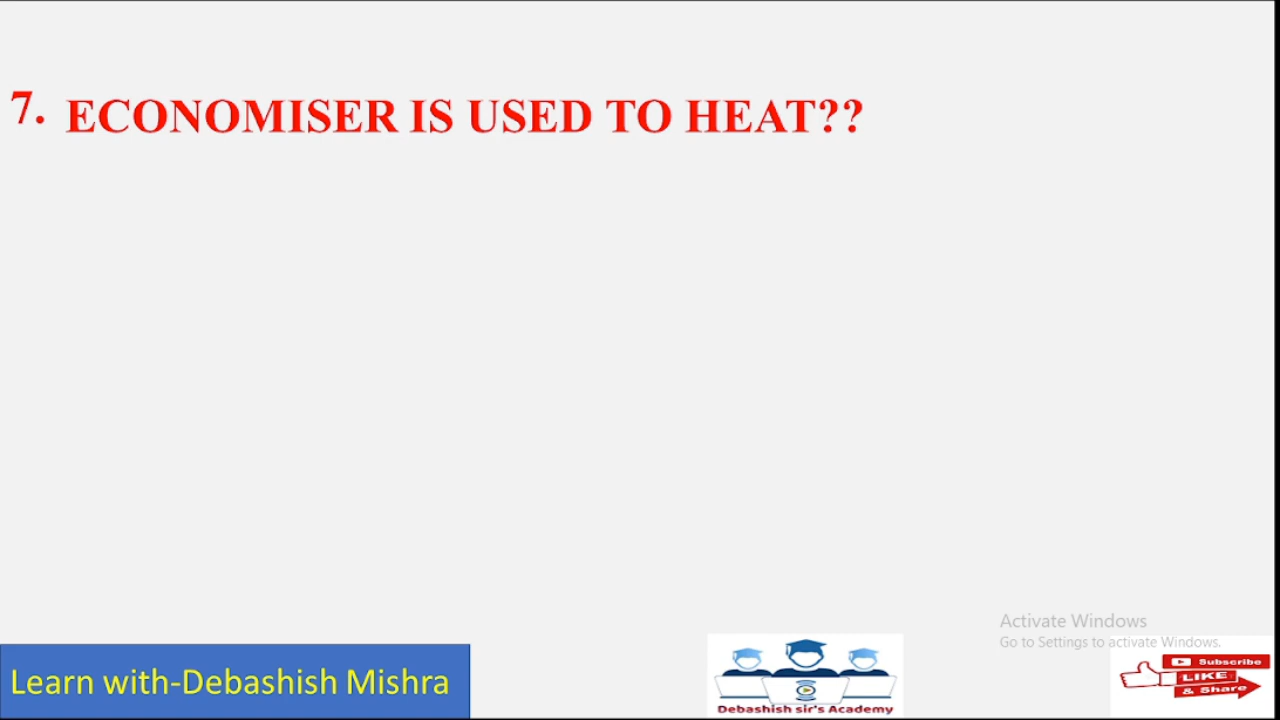 7. ECONOMISER IS USED TO HEAT??
Activate Windows
Go to Settings to activate Windows.
Learn with-Debashish Mishra
Debashish sir's Academy
Subscribe
LIKE
& Share